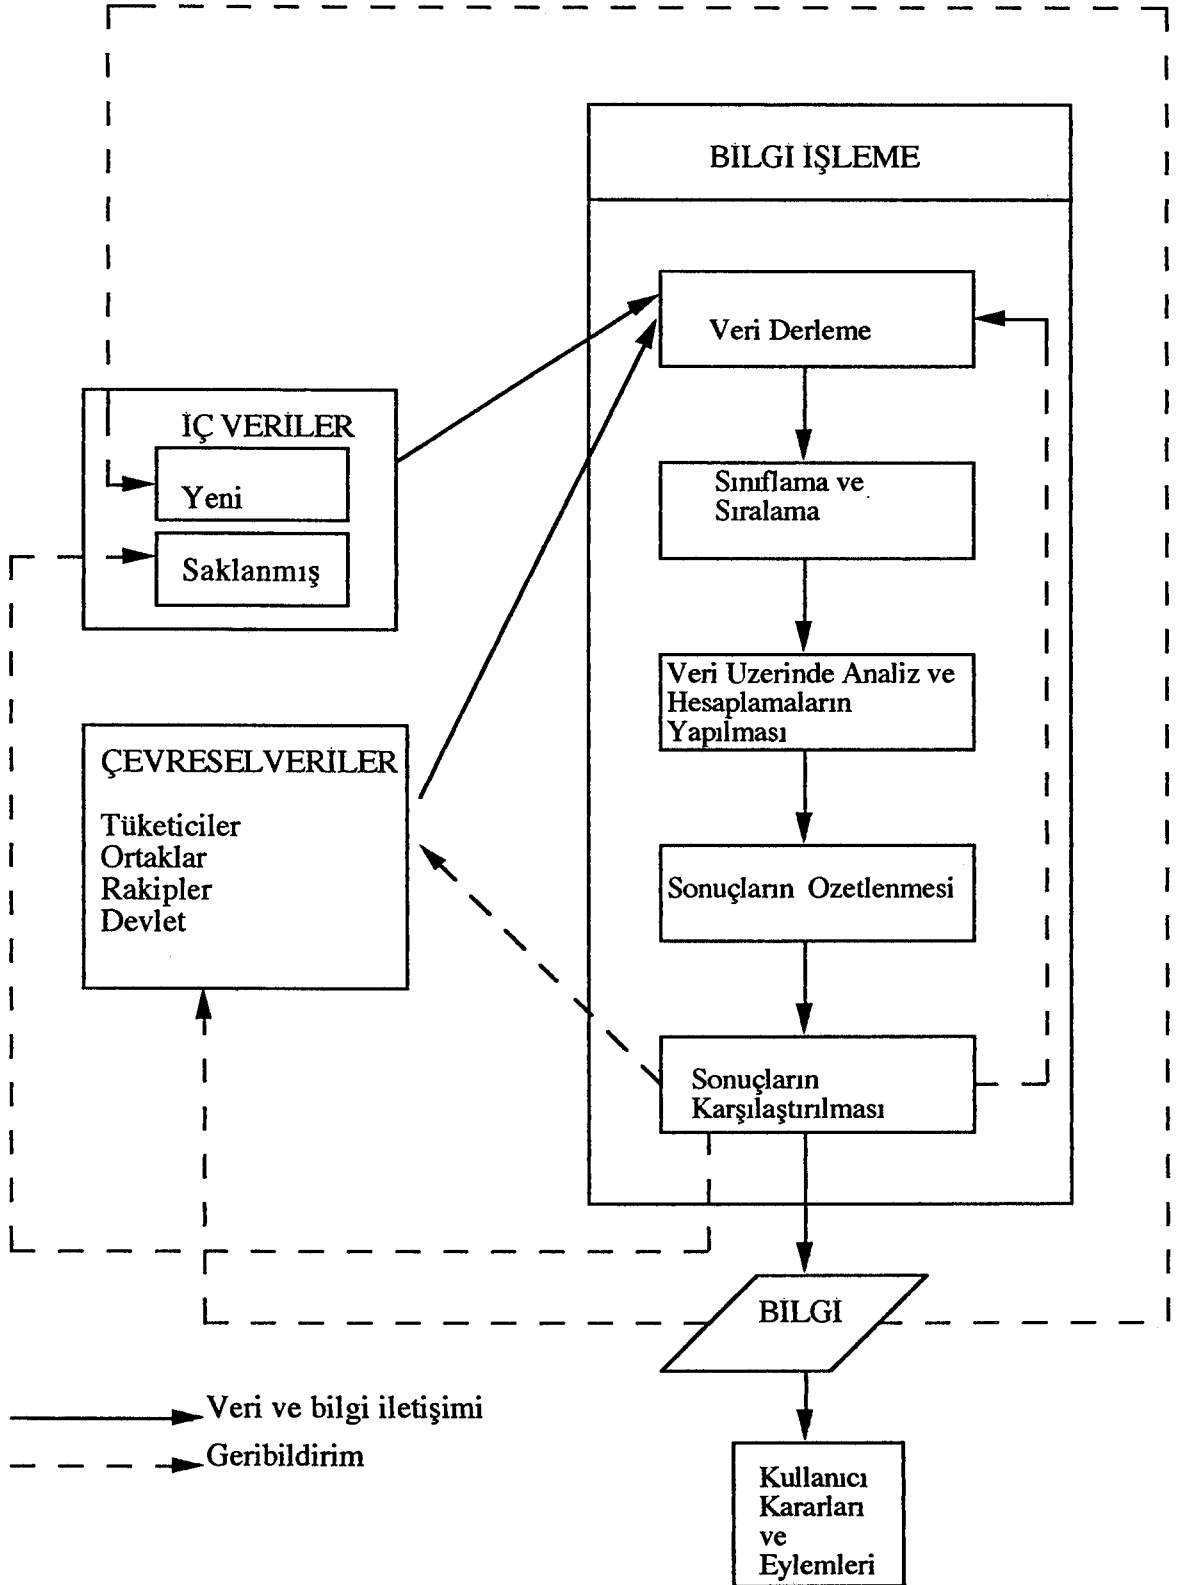 BİLGİ İŞLEME
Veri Derleme
Sınıflama ve
Sıralama
Veri Uzerinde Analiz ve
Hesaplamaların
Yapılması
Sonuçların Ozetlenmesi
Sonuçların
Karşılaştırılması
İÇ VERİLER
Yeni
Saklanmış
ÇEVRESELVERİLER
Tüketiciler
Ortaklar
Rakipler
Devlet
BİLGİ
Kullanıcı
Kararları
ve
Eylemleri
Veri ve bilgi iletişimi
Geribildirim